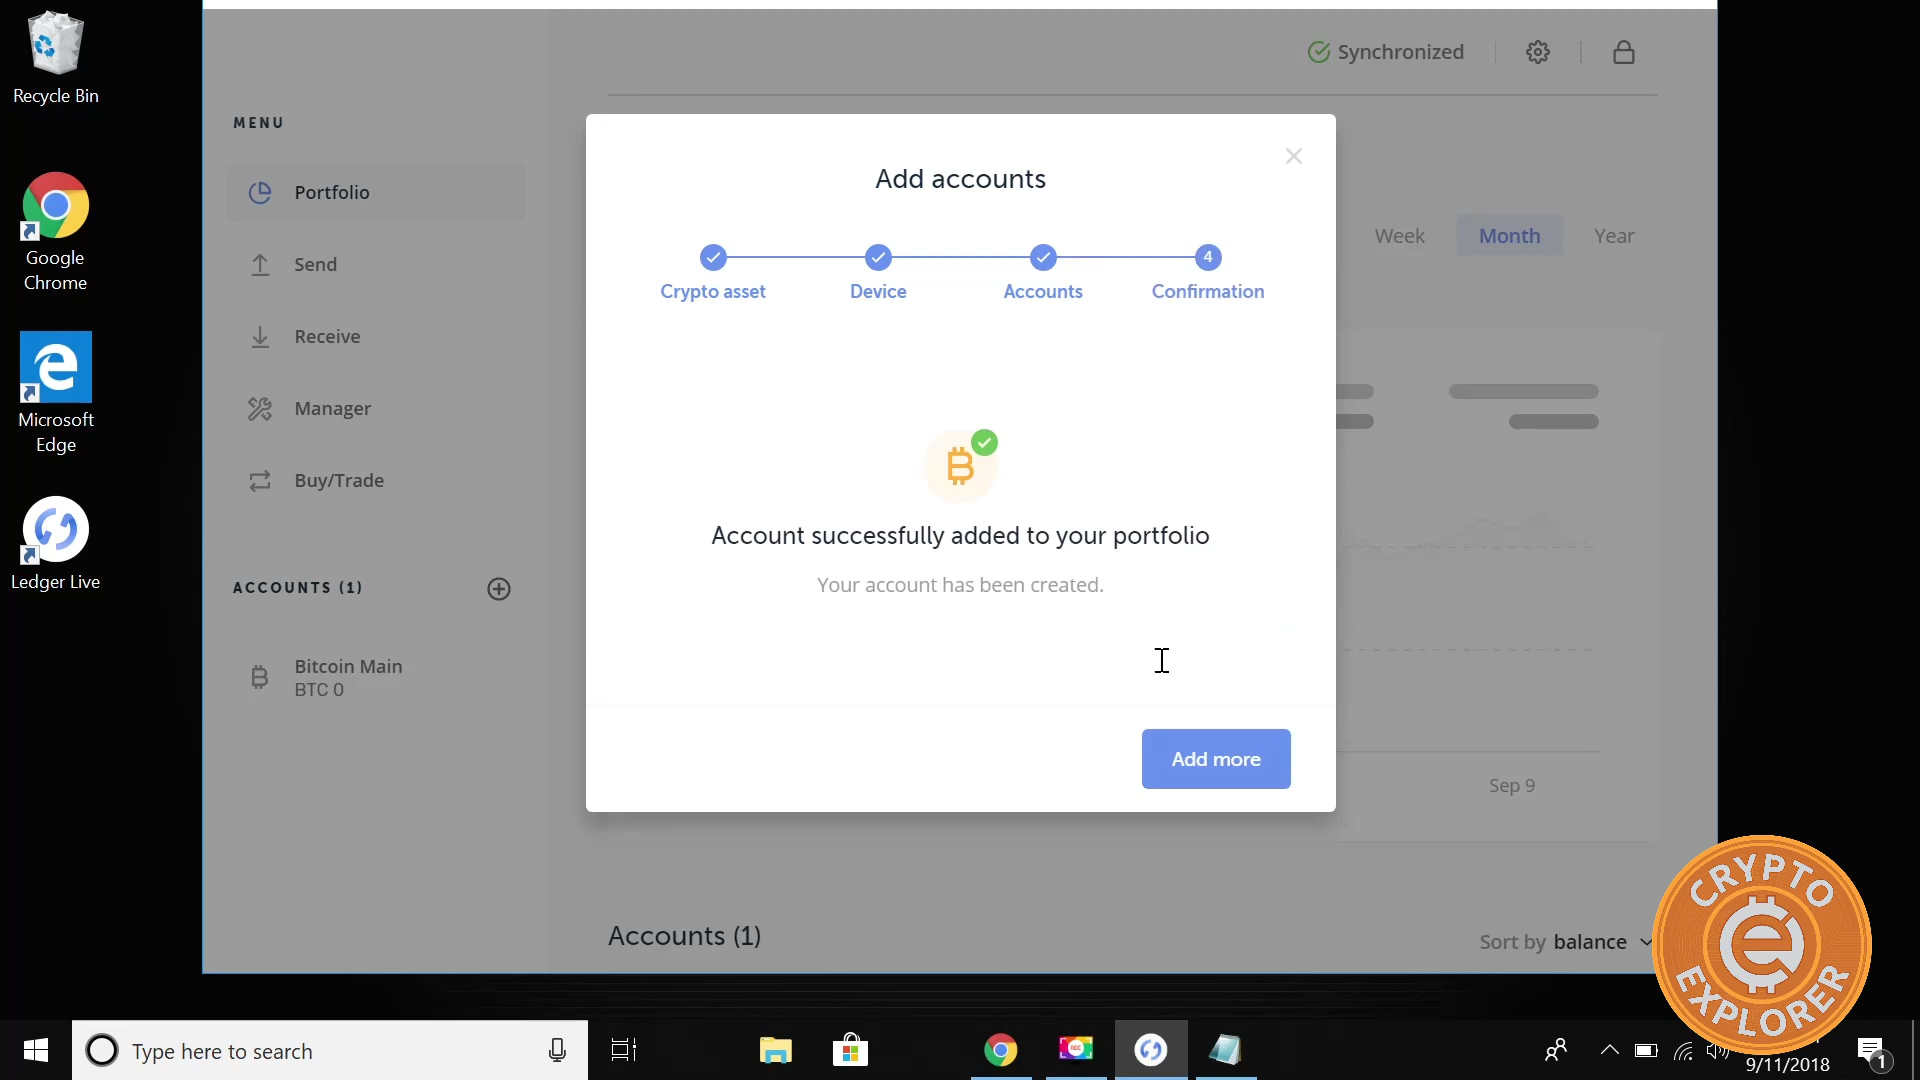 Recycle Bin
Google
Chrome
Microsoft
Edge
Ledger Live
Synchronized
MENU
Portfolio
Send
Receive
Manager
Buy/Trade
ACCOUNTS (1)
Bitcoin Main
BTC 0
Week
Month
Year
Add accounts
4
Crypto asset
Device
Accounts
Confirmation
Account successfully added to your portfolio
Your account has been created.
Add more
Sep 9
Accounts (1)
Sort by balance
CRYPTO
EXPLORER
Type here to search
REC
9/11/2018
1